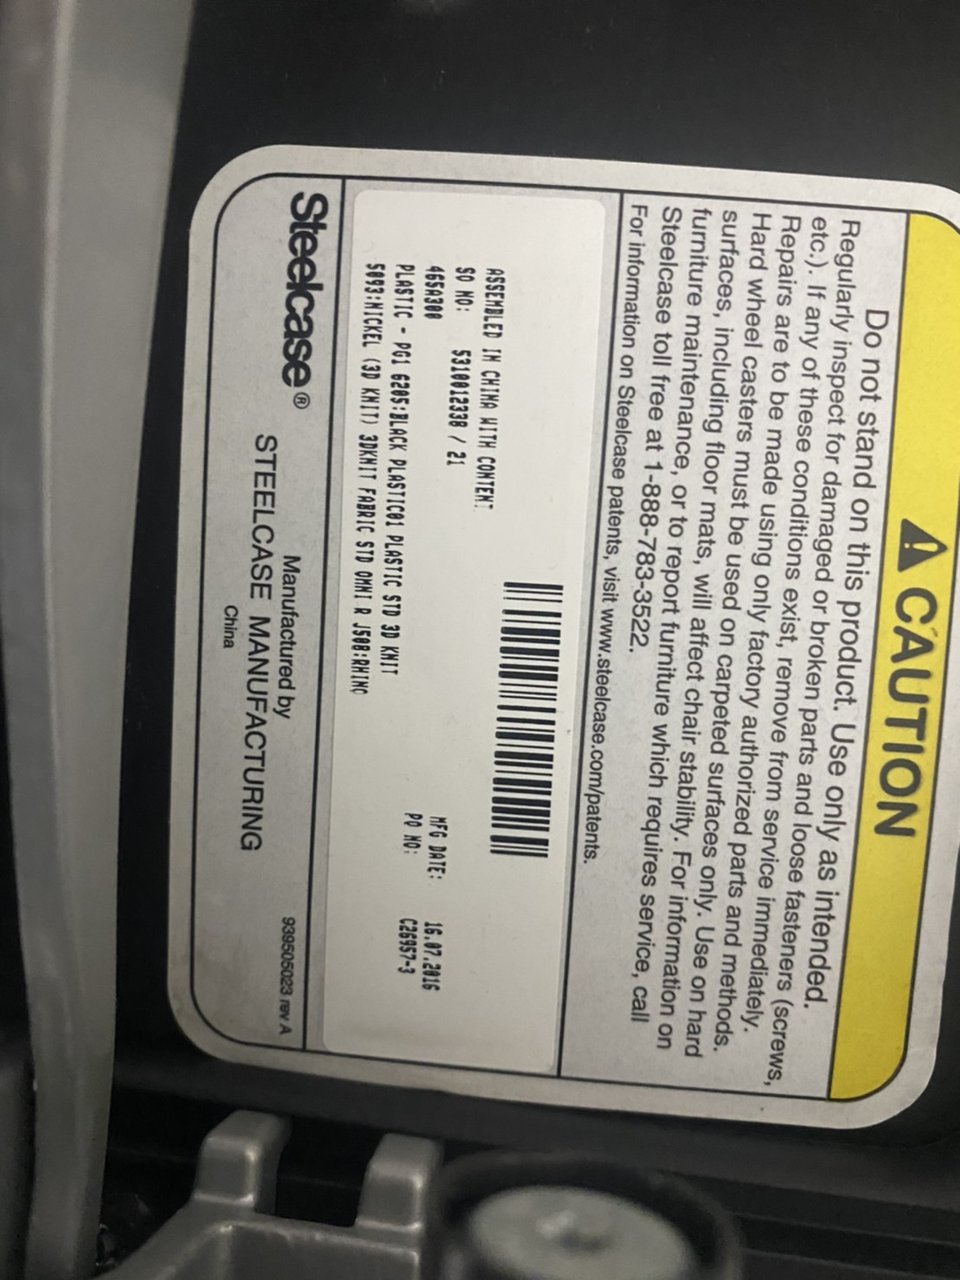 ⚠ CAUTION
Do not stand on this product. Use only as intended.
Regularly inspect for damaged or broken parts and loose fasteners (screws,
etc.). If any of these conditions exist, remove from service immediately.
Repairs are to be made using only factory authorized parts and methods.
Hard wheel casters must be used on carpeted surfaces only. Use on hard
surfaces, including floor mats, will affect chair stability. For information on
furniture maintenance, or to report furniture which requires service, call
Steelcase toll free at 1-888-783-3522.
For information on Steelcase patents, visit www.steelcase.com/patents.
ASSEMBLED IN CHINA WITH CONTENT
SO NO: 5310012338 / 21
465A300 MFG DATE: 16.07.2016
PLASTIC - PG1 6205:BLACK PLASTIC01 PLASTIC STD 3D KNIT PO NO: C26957-3
5093:NICKEL (3D KNIT) 3DKNIT FABRIC STD OMNI R J508:RHINO
Steelcase®
Manufactured by
STEELCASE MANUFACTURING
China
939505023 rev A